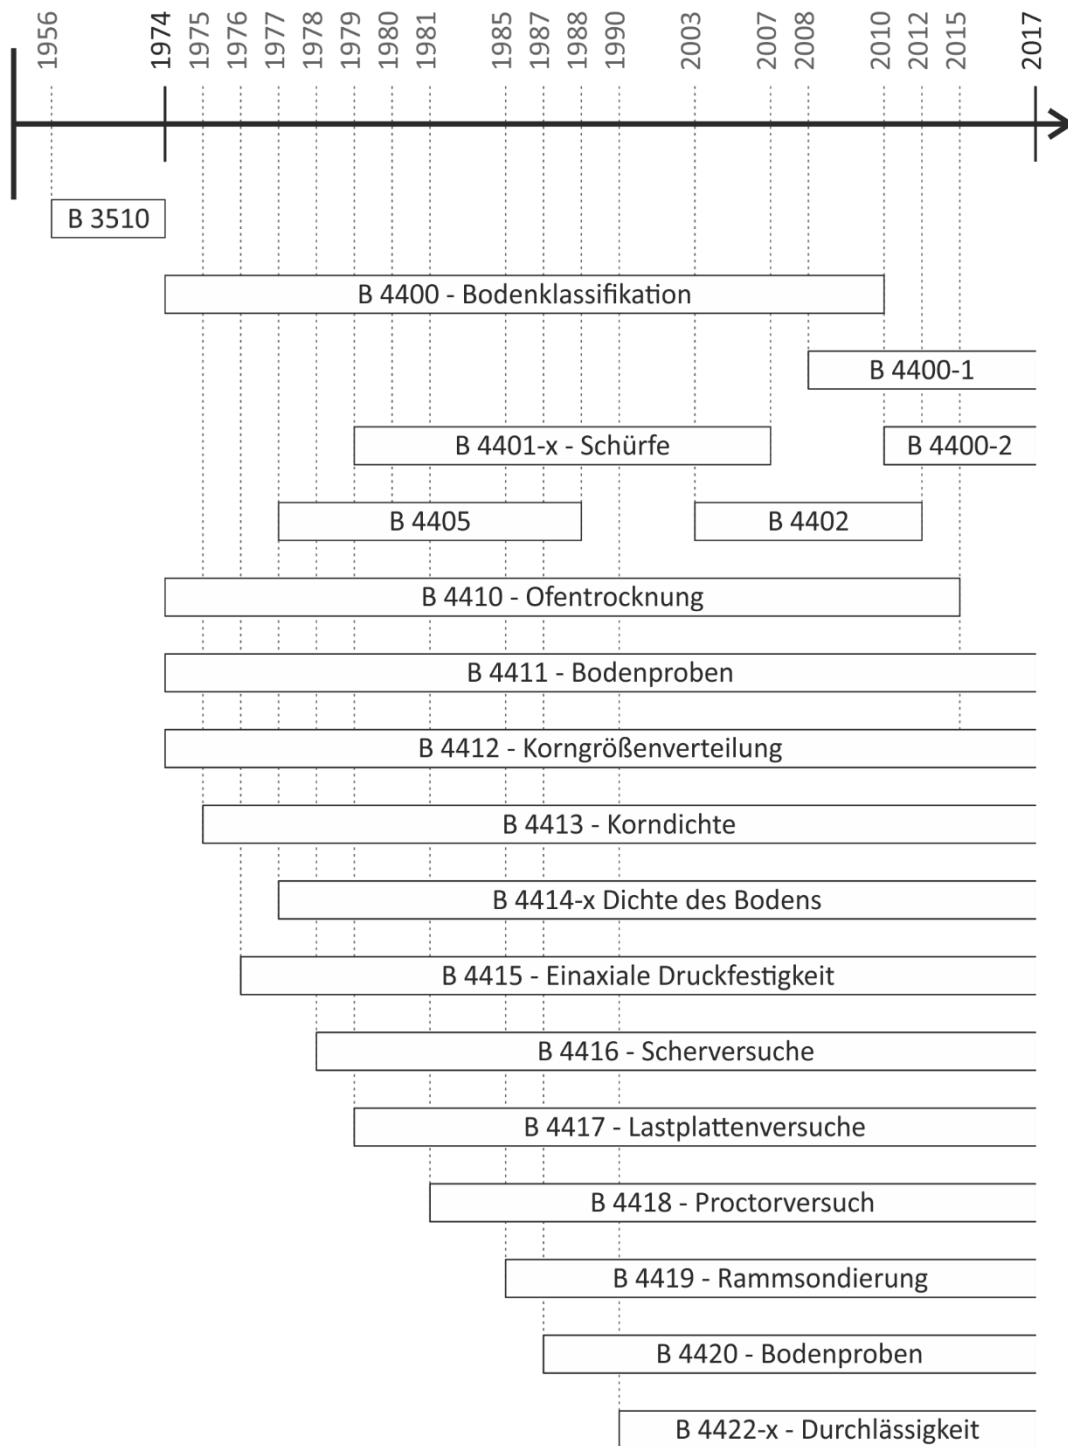 1956
1974
1975
1976
1977
1978
1979
1980
1981
1985
1987
1988
1990
2003
2007
2008
2010
2012
2015
2017
B 3510
B 4400 - Bodenklassifikation
B 4400-1
B 4401-x - Schürfe
B 4400-2
B 4405
B 4402
B 4410 - Ofentrocknung
B 4411 - Bodenproben
B 4412 - Korngrößenverteilung
B 4413 - Korndichte
B 4414-x Dichte des Bodens
B 4415 - Einaxiale Druckfestigkeit
B 4416 - Scherversuche
B 4417 - Lastplattenversuche
B 4418 - Proctorversuch
B 4419 - Rammsondierung
B 4420 - Bodenproben
B 4422-x - Durchlässigkeit